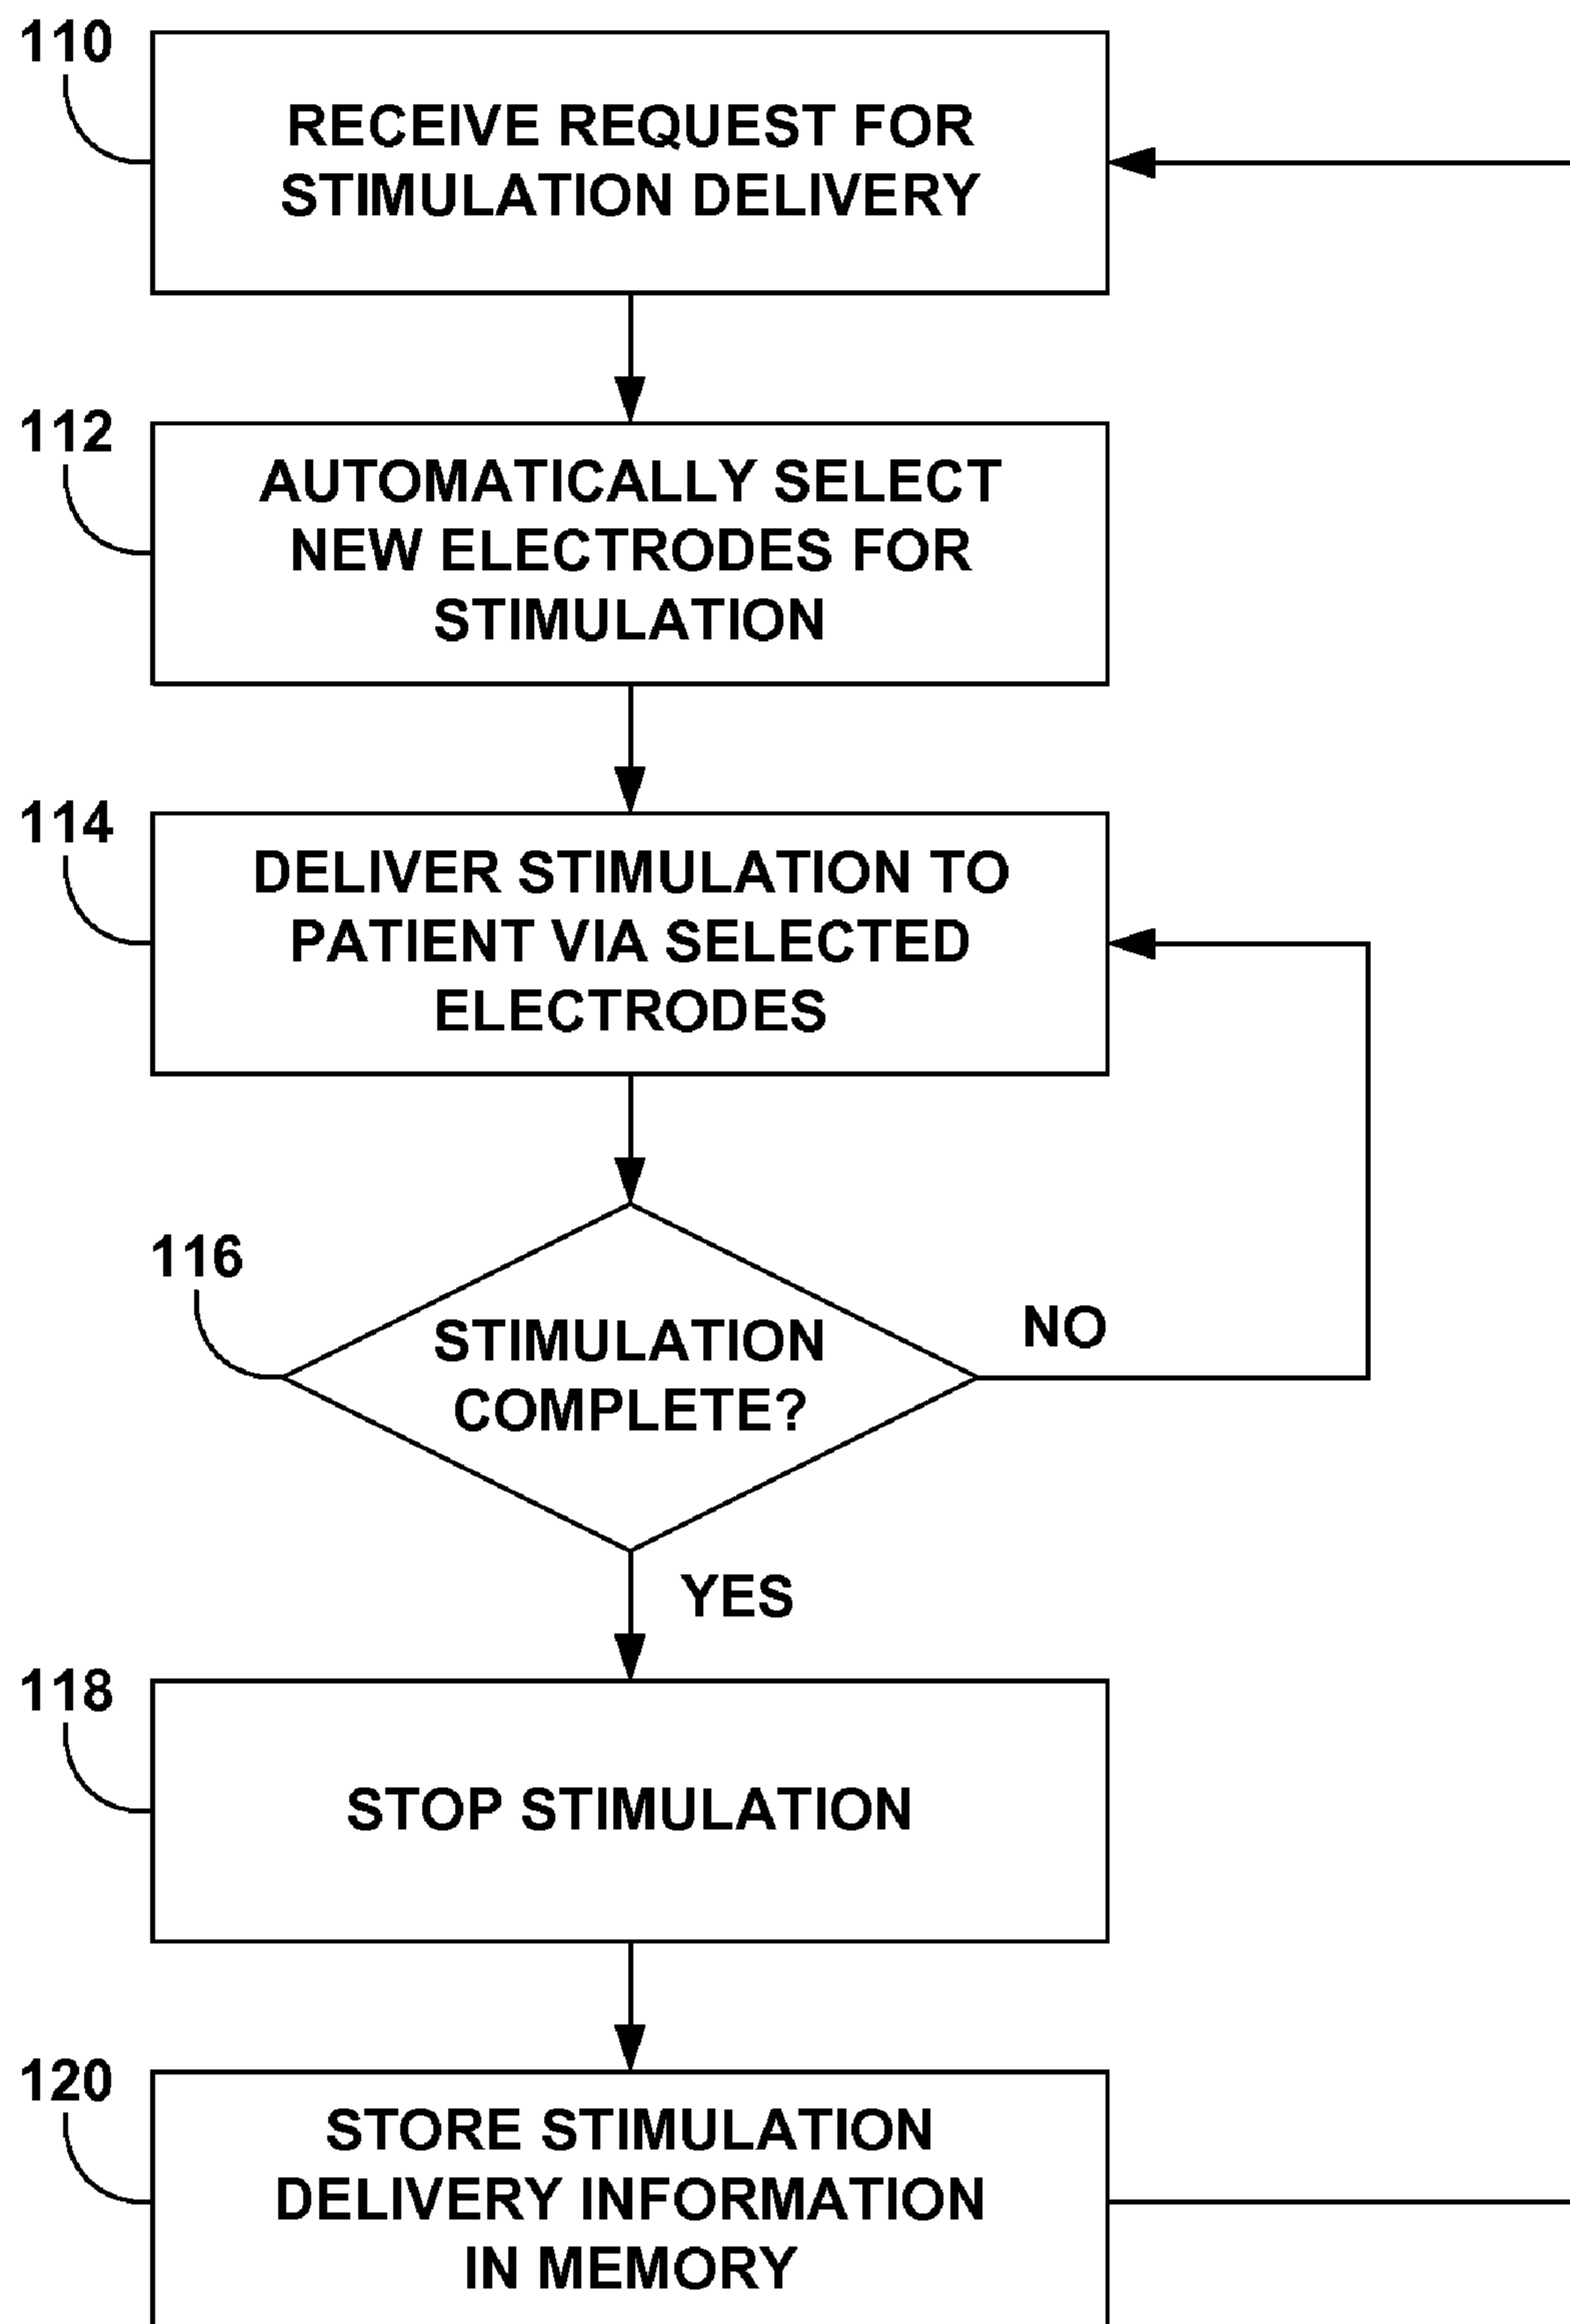 110
RECEIVE REQUEST FOR
STIMULATION DELIVERY
112
AUTOMATICALLY SELECT
NEW ELECTRODES FOR
STIMULATION
114
DELIVER STIMULATION TO
PATIENT VIA SELECTED
ELECTRODES
116
STIMULATION
COMPLETE?
NO
YES
118
STOP STIMULATION
120
STORE STIMULATION
DELIVERY INFORMATION
IN MEMORY